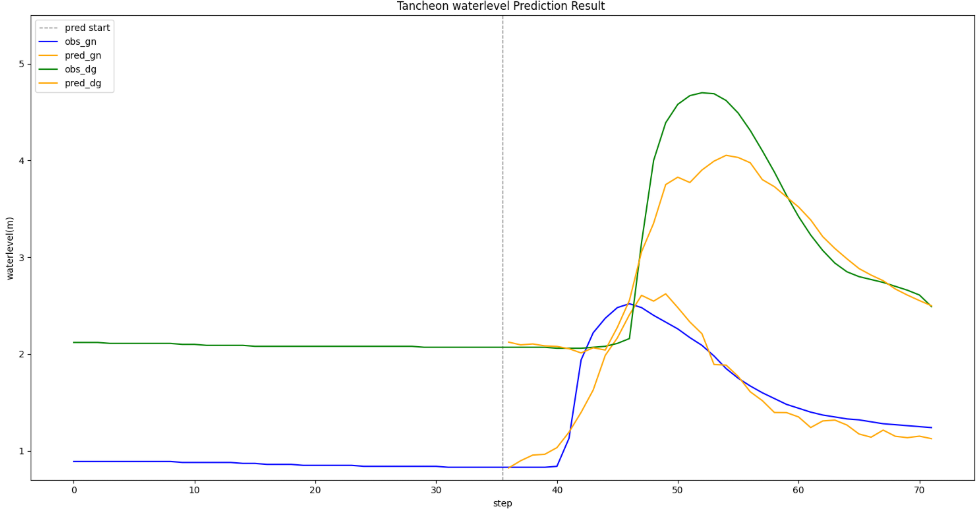 Tancheon waterlevel Prediction Result
pred start
obs_gn
pred_gn
obs_dg
pred_dg
5
4
3
2
1
waterlevel(m)
0 10 20 30 40 50 60 70
step